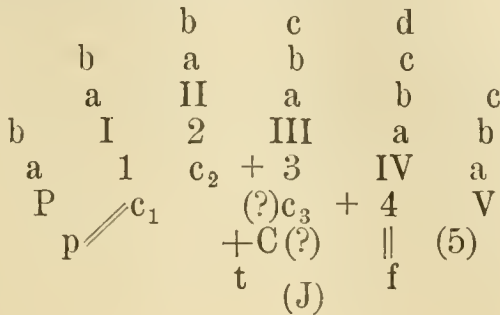 b c d
b a b c
a II a b c
b I 2 III a b
a 1 c₂ + 3 IV a
P c₁ (?)c₃ + 4 V
p +C(?) || (5)
t f
(J)